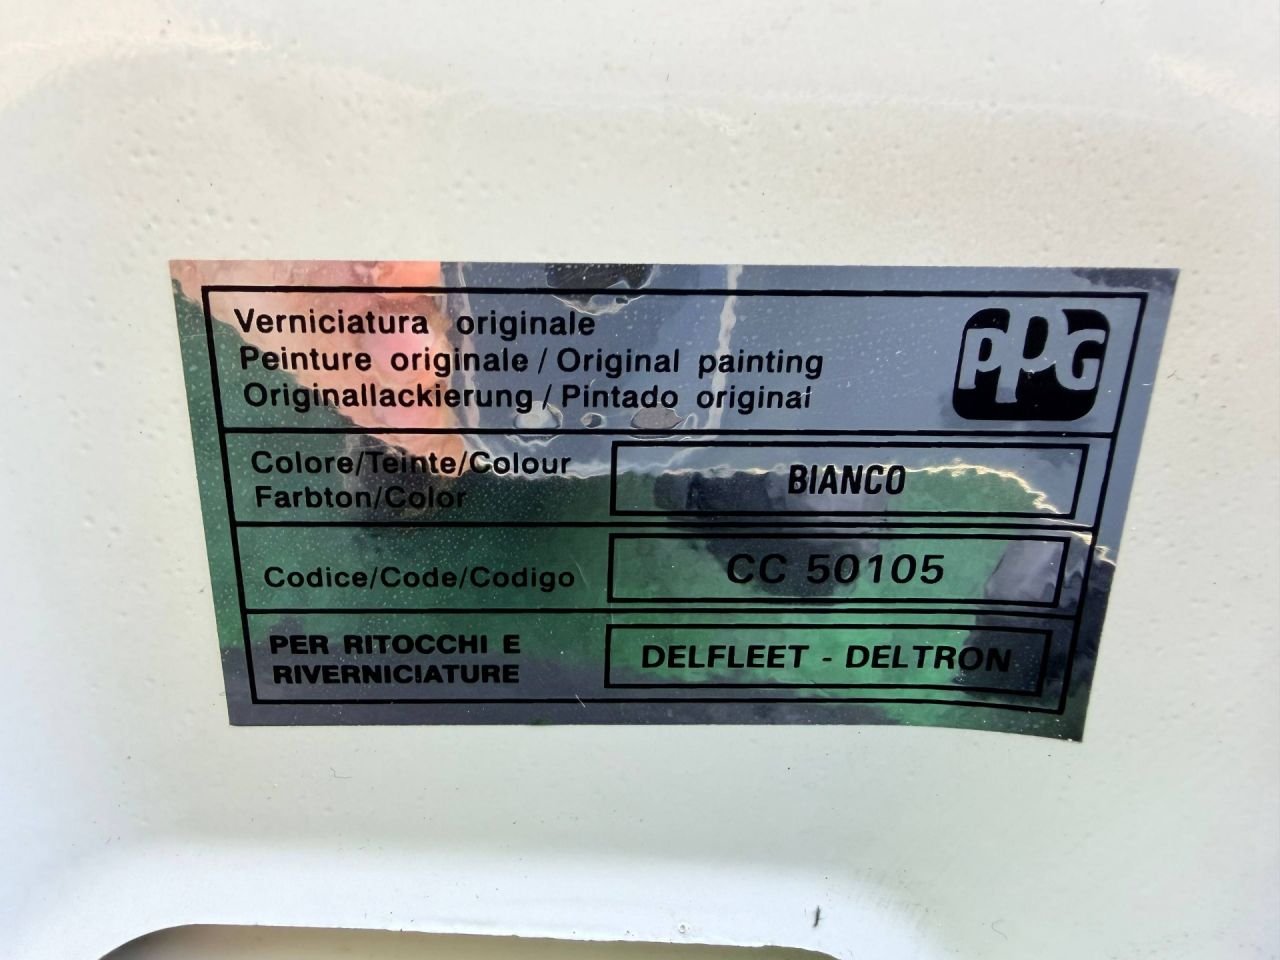 Verniciatura originale
Peinture originale / Original painting
Originallackierung / Pintado original
PPG
Colore/Teinte/Colour
Farbton/Color
BIANCO
Codice/Code/Codigo
CC 50105
PER RITOCCHI E
RIVERNICIATURE
DELFLEET - DELTRON